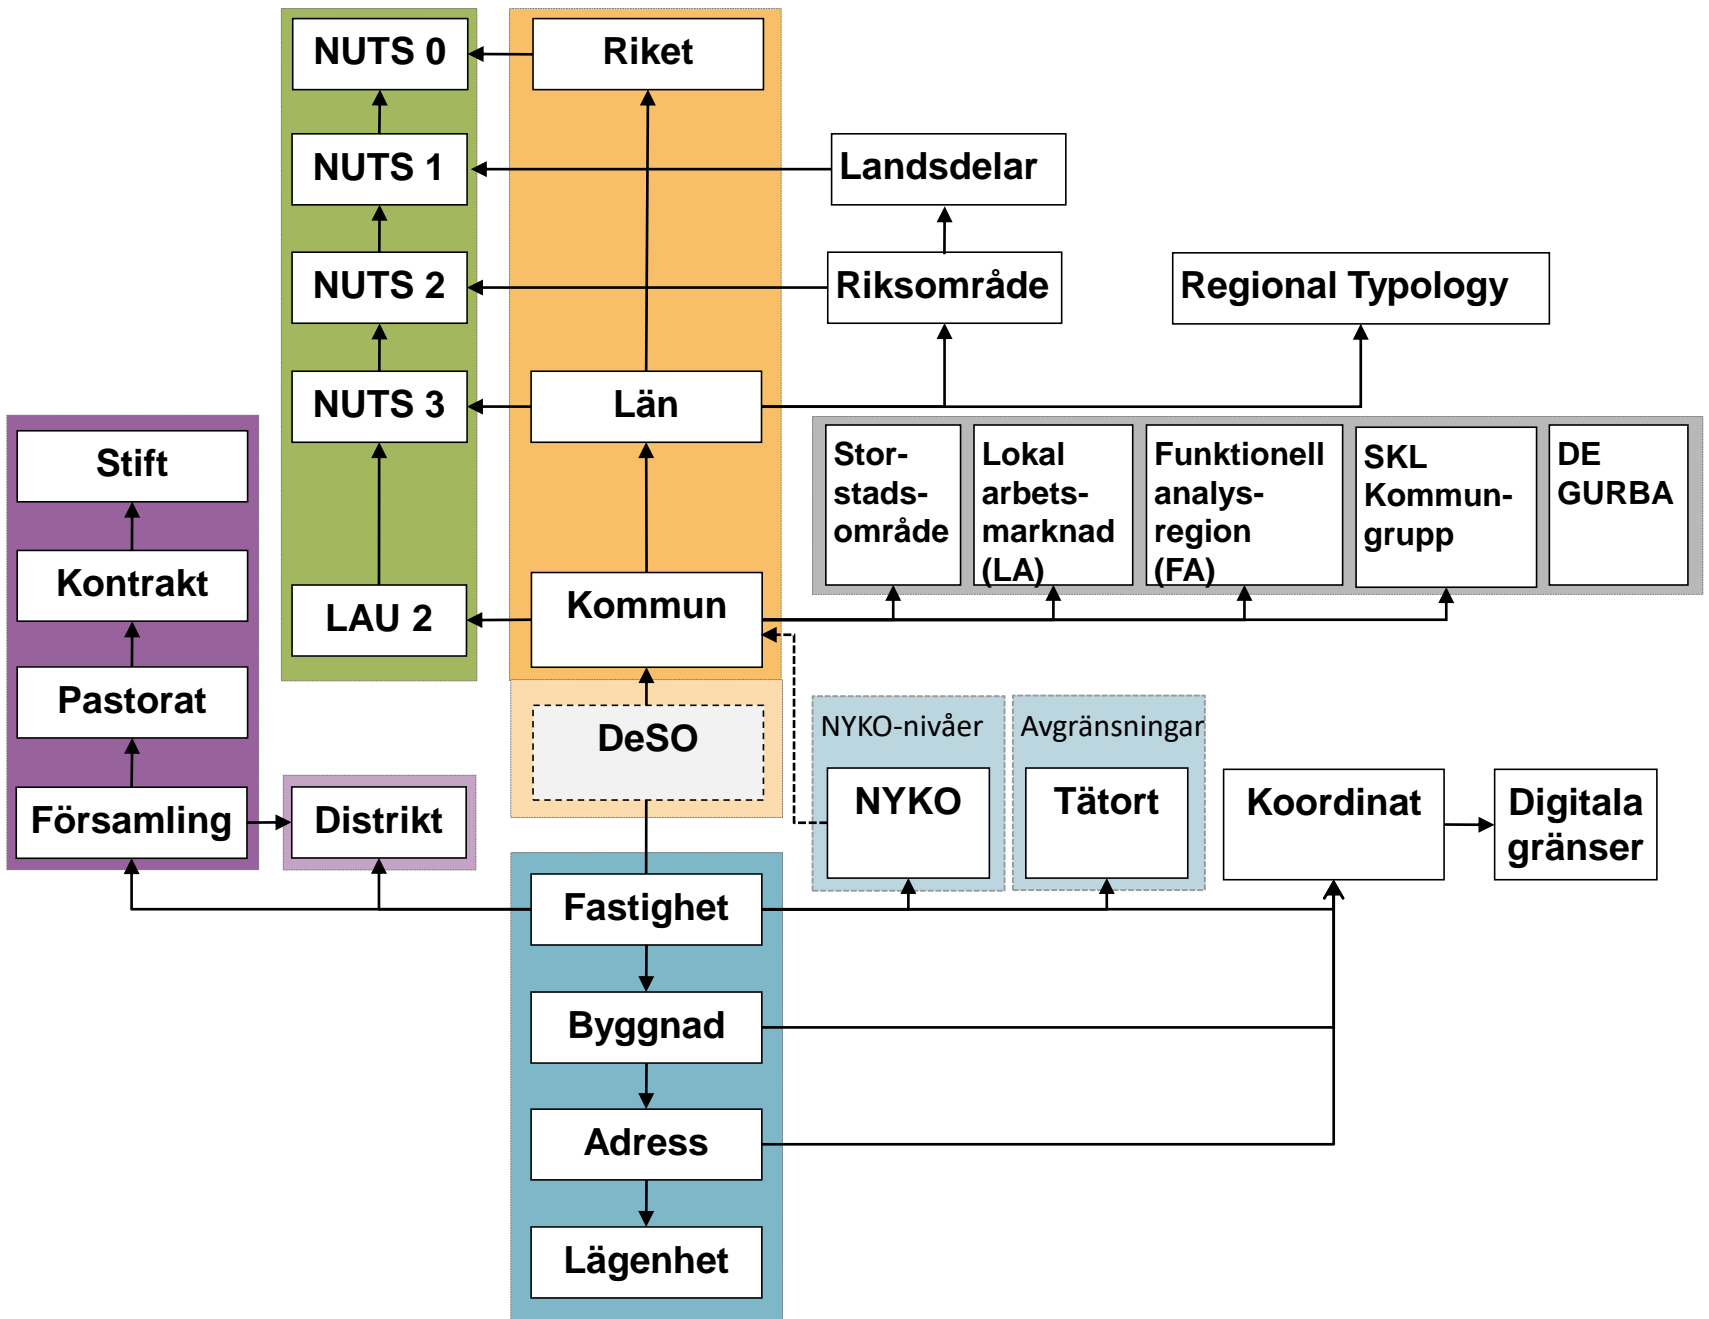 NUTS 0
Riket
NUTS 1
Landsdelar
NUTS 2
Riksområde
Regional Typology
NUTS 3
Län
Stift
Stor-
stads-
område
Lokal
arbets-
marknad
(LA)
Funktionell
analys-
region
(FA)
SKL
Kommun-
grupp
DE
GURBA
Kontrakt
LAU 2
Kommun
Pastorat
DeSO
NYKO-nivåer
Avgränsningar
Församling
Distrikt
NYKO
Tätort
Koordinat
Digitala
gränser
Fastighet
Byggnad
Adress
Lägenhet